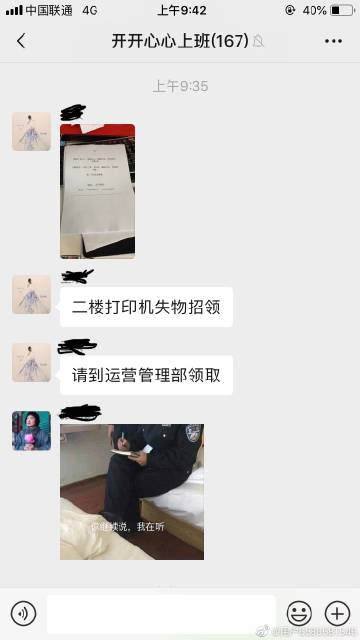 中国联通 4G
上午9:42
40%
开开心心上班(167)
上午9:35
二楼打印机失物招领
请到运营管理部领取
你继续说，我在听